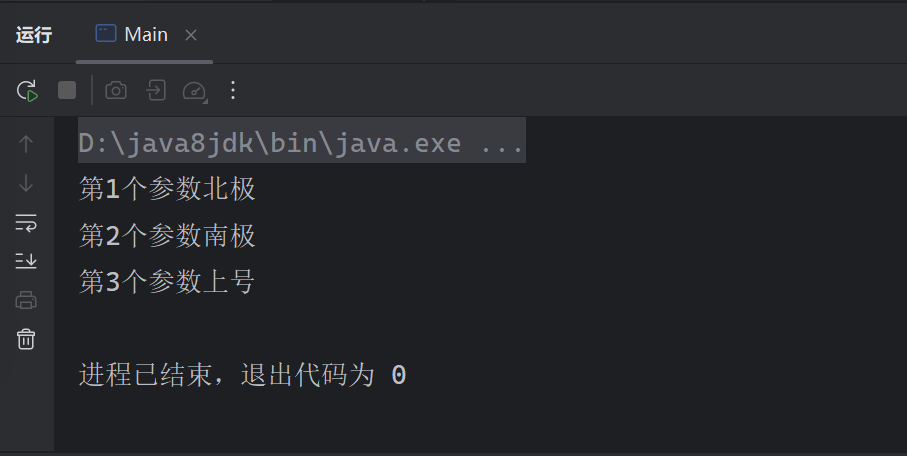 运行 Main
D:\java8jdk\bin\java.exe ...
第1个参数北极
第2个参数南极
第3个参数上号
进程已结束，退出代码为 0